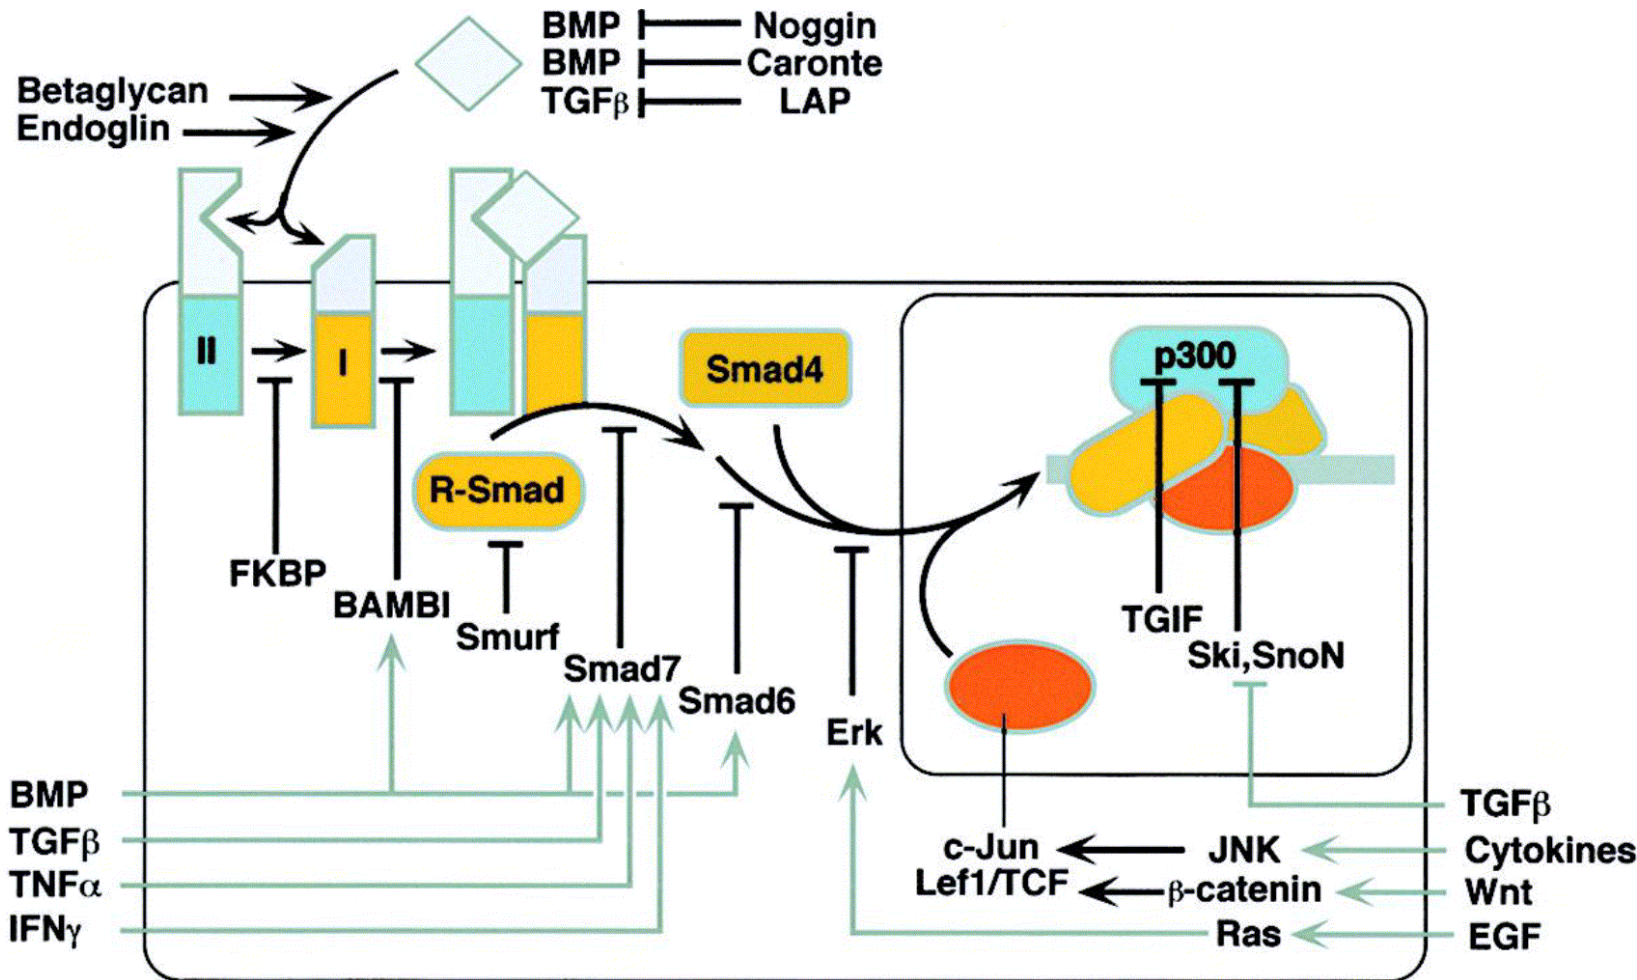 BMP Noggin
BMP Caronte
TGFβ LAP
Betaglycan
Endoglin
II
I
Smad4
p300
R-Smad
FKBP
BAMBI
Smurf
Smad7
Smad6
Erk
TGIF
Ski,SnoN
BMP
TGFβ
TNFα
IFNγ
TGFβ
c-Jun JNK Cytokines
Lef1/TCF β-catenin Wnt
Ras EGF